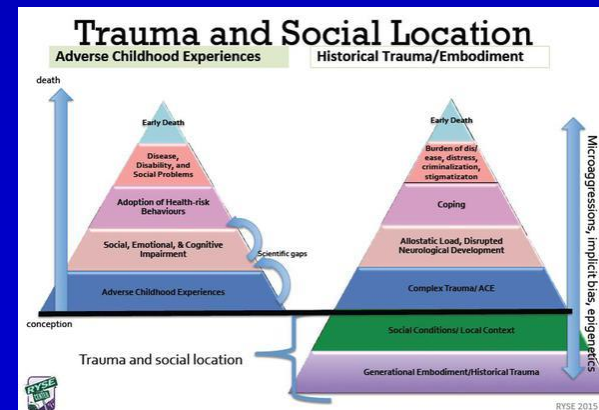 Trauma and Social Location
Adverse Childhood Experiences
Historical Trauma/Embodiment
death
Early Death
Disease,
Disability, and
Social Problems
Adoption of Health-risk
Behaviours
Social, Emotional, & Cognitive
Impairment
Adverse Childhood Experiences
Scientific gaps
conception
Early Death
Burden of dis/
ease, distress,
criminalization,
stigmatizaton
Coping
Allostatic Load, Disrupted
Neurological Development
Complex Trauma/ ACE
Social Conditions/ Local Context
Generational Embodiment/Historical Trauma
Microaggressions, implicit bias, epigenetics
Trauma and social location
RYSE
CENTER
RYSE 2015